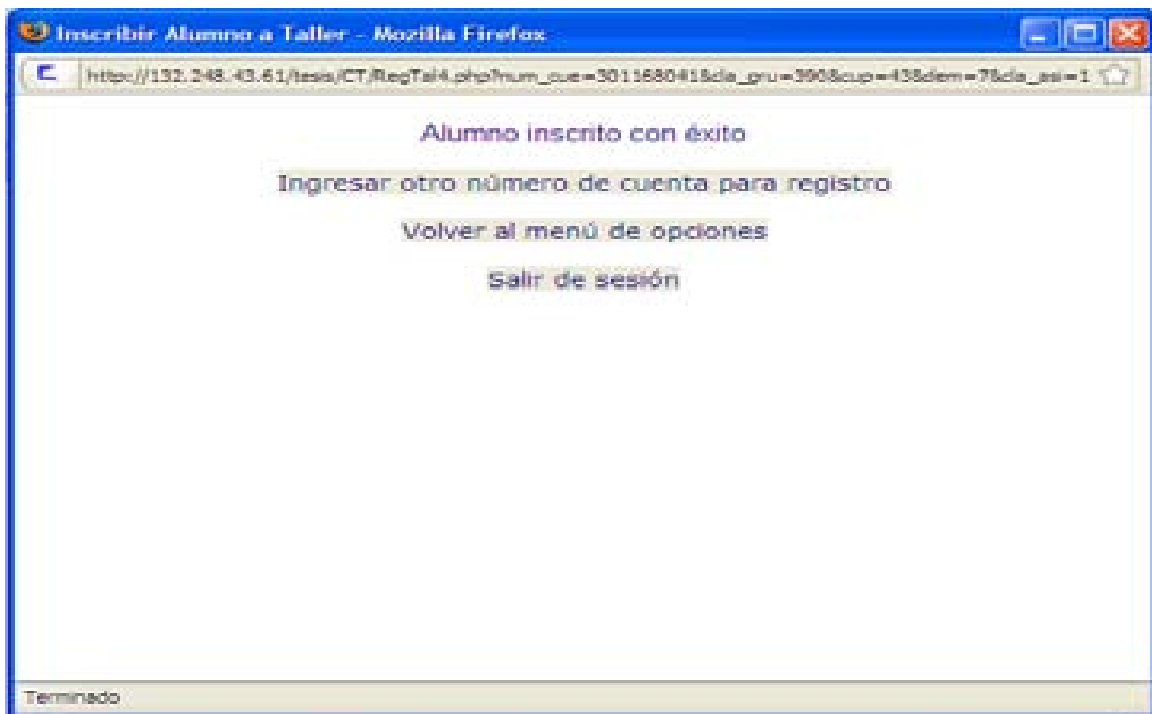 Inscribir Alumno a Taller - Mozilla Firefox
http://132.248.43.61/tesis/CT/RegTal4.php?num_cue=301168041&cla_gru=390&cup=43&dem=7&cla_asi=1
Alumno inscrito con éxito
Ingresar otro número de cuenta para registro
Volver al menú de opciones
Salir de sesión
Terminado